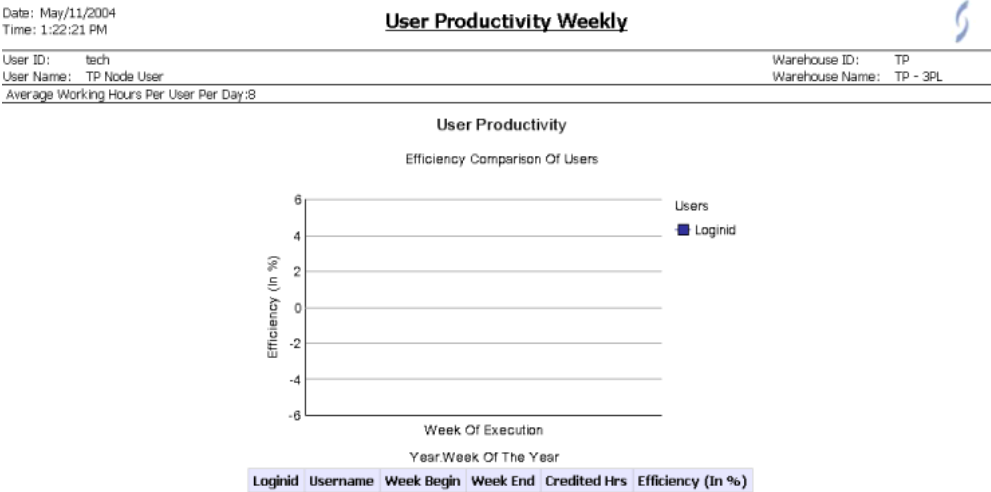 Date: May/11/2004
Time: 1:22:21 PM
User Productivity Weekly
User ID: tech
Warehouse ID: TP
User Name: TP Node User
Warehouse Name: TP - 3PL
Average Working Hours Per User Per Day:8
User Productivity
Efficiency Comparison Of Users
6
4
2
0
-2
-4
-6
Efficiency (In %)
Users
Loginid
Week Of Execution
Year.Week Of The Year
Loginid Username Week Begin Week End Credited Hrs Efficiency (In %)